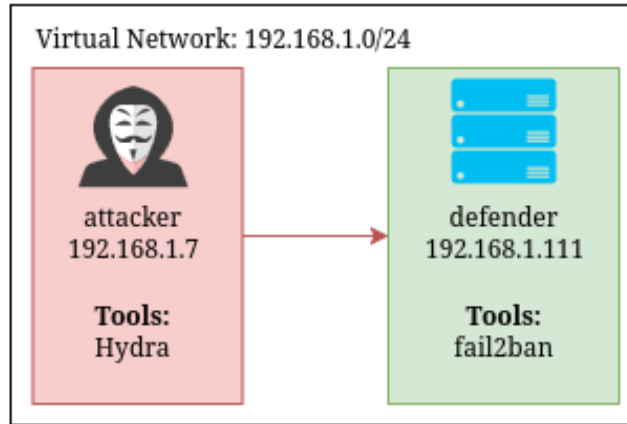 Virtual Network: 192.168.1.0/24
attacker
192.168.1.7
Tools:
Hydra
defender
192.168.1.111
Tools:
fail2ban